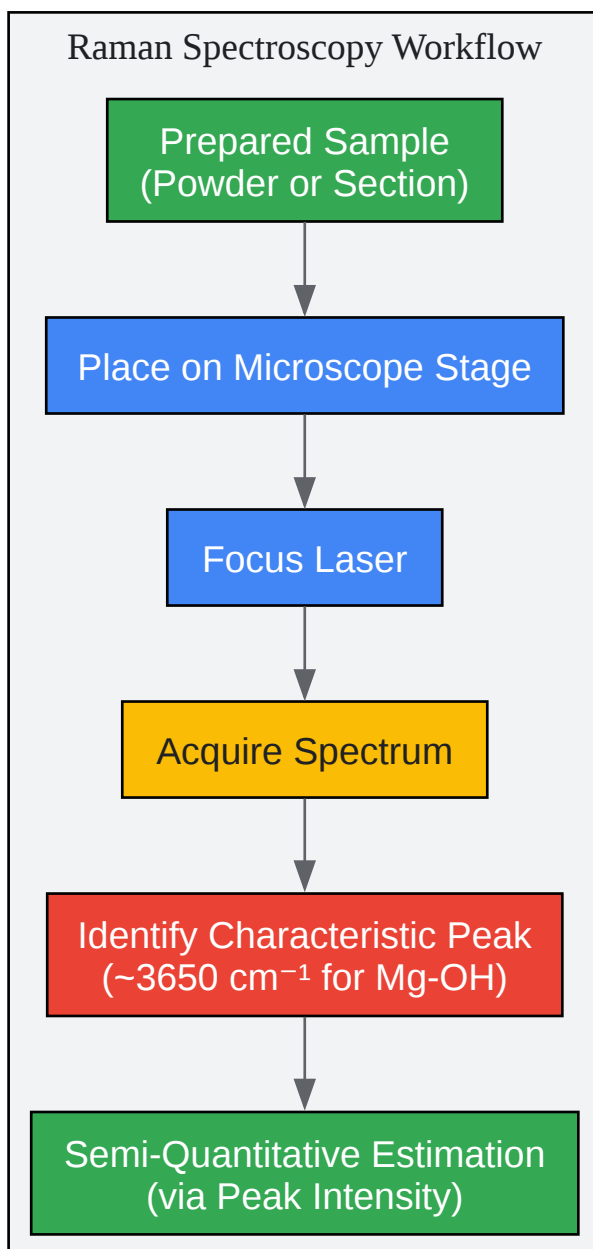 Raman Spectroscopy Workflow
Prepared Sample
(Powder or Section)
Place on Microscope Stage
Focus Laser
Acquire Spectrum
Identify Characteristic Peak
(~3650 cm⁻¹ for Mg-OH)
Semi-Quantitative Estimation
(via Peak Intensity)